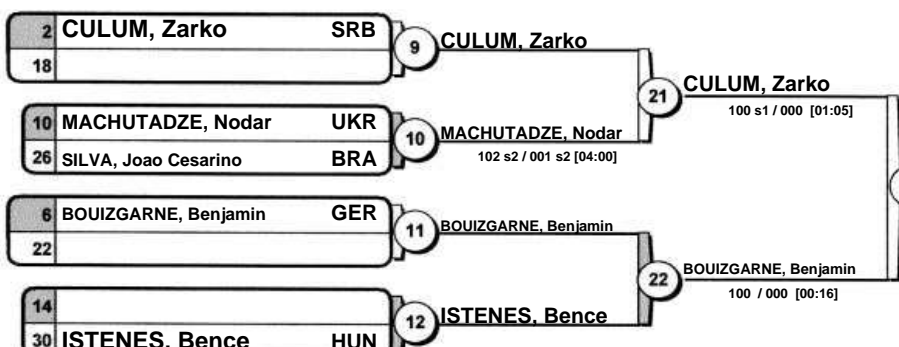 2 CULUM, Zarko SRB
18
9
CULUM, Zarko
10 MACHUTADZE, Nodar UKR
26 SILVA, Joao Cesarino BRA
10
MACHUTADZE, Nodar
102 s2 / 001 s2 [04:00]
21
CULUM, Zarko
100 s1 / 000 [01:05]
6 BOUIZGARNE, Benjamin GER
22
11
BOUIZGARNE, Benjamin
14
30 ISTENES, Bence HUN
12
ISTENES, Bence
22
BOUIZGARNE, Benjamin
100 / 000 [00:16]